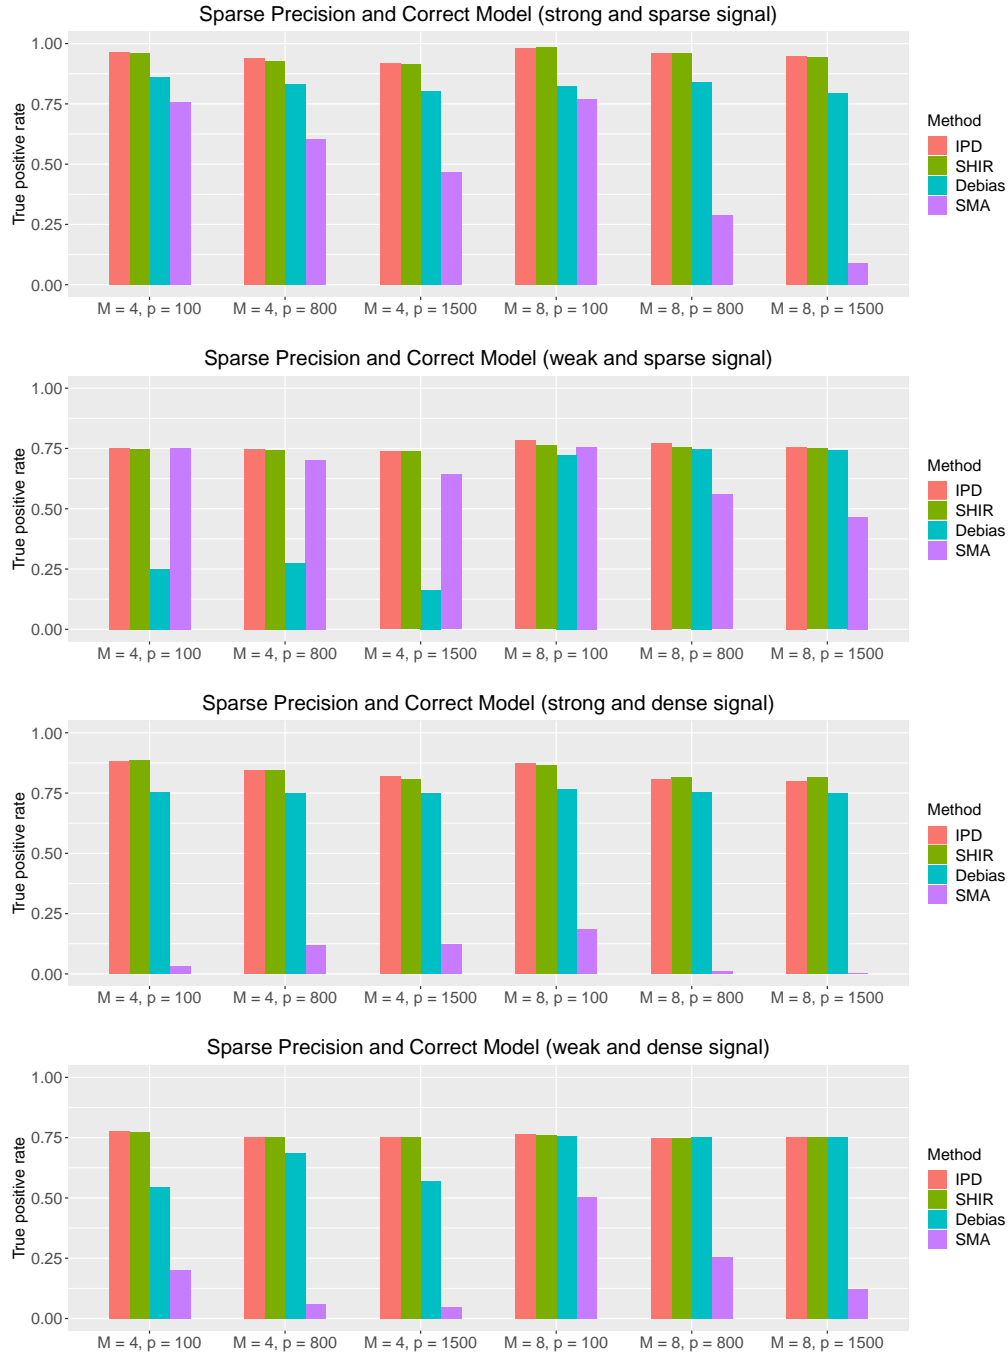 Sparse Precision and Correct Model (strong and sparse signal)
True positive rate
1.00
0.75
0.50
0.25
0.00
M = 4, p = 100
M = 4, p = 800
M = 4, p = 1500
M = 8, p = 100
M = 8, p = 800
M = 8, p = 1500
Method
IPD
SHIR
Debias
SMA
Sparse Precision and Correct Model (weak and sparse signal)
True positive rate
1.00
0.75
0.50
0.25
0.00
M = 4, p = 100
M = 4, p = 800
M = 4, p = 1500
M = 8, p = 100
M = 8, p = 800
M = 8, p = 1500
Method
IPD
SHIR
Debias
SMA
Sparse Precision and Correct Model (strong and dense signal)
True positive rate
1.00
0.75
0.50
0.25
0.00
M = 4, p = 100
M = 4, p = 800
M = 4, p = 1500
M = 8, p = 100
M = 8, p = 800
M = 8, p = 1500
Method
IPD
SHIR
Debias
SMA
Sparse Precision and Correct Model (weak and dense signal)
True positive rate
1.00
0.75
0.50
0.25
0.00
M = 4, p = 100
M = 4, p = 800
M = 4, p = 1500
M = 8, p = 100
M = 8, p = 800
M = 8, p = 1500
Method
IPD
SHIR
Debias
SMA